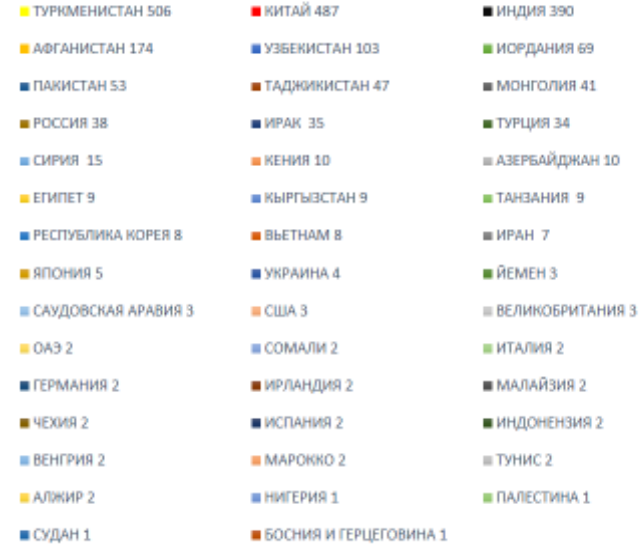 ТУРКМЕНИСТАН 506 КИТАЙ 487 ИНДИЯ 390
АФГАНИСТАН 174 УЗБЕКИСТАН 103 ИОРДАНИЯ 69
ПАКИСТАН 53 ТАДЖИКИСТАН 47 МОНГОЛИЯ 41
РОССИЯ 38 ИРАК 35 ТУРЦИЯ 34
СИРИЯ 15 КЕНИЯ 10 АЗЕРБАЙДЖАН 10
ЕГИПЕТ 9 КЫРГЫЗСТАН 9 ТАНЗАНИЯ 9
РЕСПУБЛИКА КОРЕЯ 8 ВЬЕТНАМ 8 ИРАН 7
ЯПОНИЯ 5 УКРАИНА 4 ЙЕМЕН 3
САУДОВСКАЯ АРАВИЯ 3 США 3 ВЕЛИКОБРИТАНИЯ 3
ОАЭ 2 СОМАЛИ 2 ИТАЛИЯ 2
ГЕРМАНИЯ 2 ИРЛАНДИЯ 2 МАЛАЙЗИЯ 2
ЧЕХИЯ 2 ИСПАНИЯ 2 ИНДОНЕНЗИЯ 2
ВЕНГРИЯ 2 МАРОККО 2 ТУНИС 2
АЛЖИР 2 НИГЕРИЯ 1 ПАЛЕСТИНА 1
СУДАН 1 БОСНИЯ И ГЕРЦЕГОВИНА 1